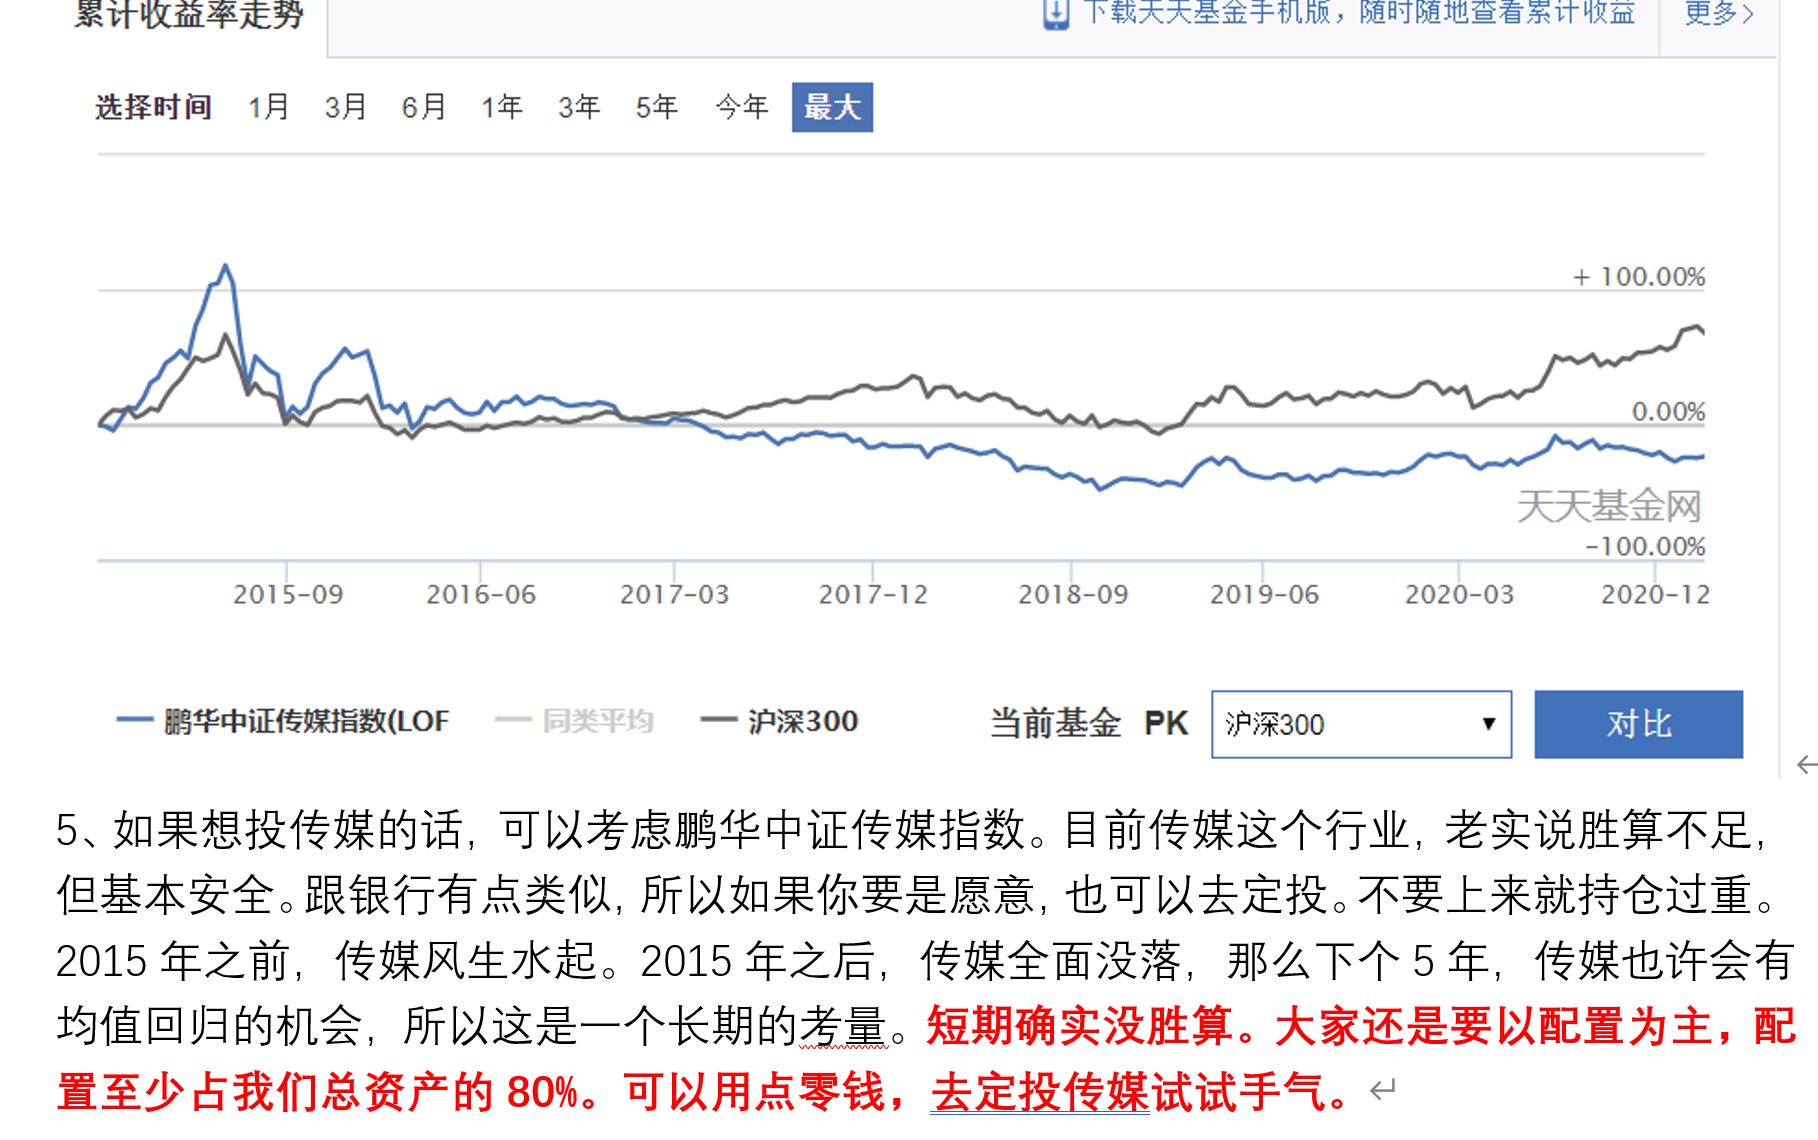 累计收益率走势
下载天天基金手机版，随时随地查看累计收益
更多>
选择时间 1月 3月 6月 1年 3年 5年 今年 最大
+ 100.00%
0.00%
天天基金网
-100.00%
2015-09 2016-06 2017-03 2017-12 2018-09 2019-06 2020-03 2020-12
鹏华中证传媒指数(LOF 同类平均 沪深300
当前基金 PK 沪深300 ▼ 对比
5、如果想投传媒的话，可以考虑鹏华中证传媒指数。目前传媒这个行业，老实说胜算不足，
但基本安全。跟银行有点类似，所以如果你要是愿意，也可以去定投。不要上来就持仓过重。
2015 年之前，传媒风生水起。2015 年之后，传媒全面没落，那么下个 5 年，传媒也许会有
均值回归的机会，所以这是一个长期的考量。短期确实没胜算。大家还是要以配置为主，配
置至少占我们总资产的 80%。可以用点零钱，去定投传媒试试手气。